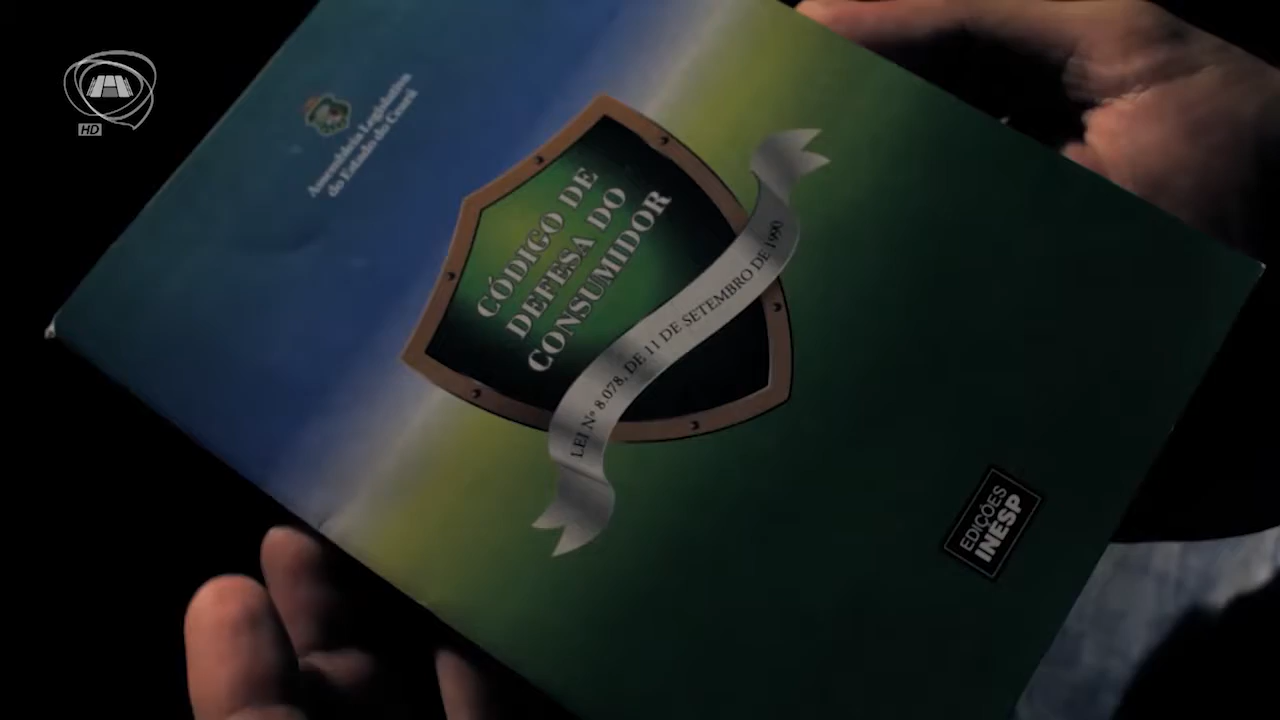 HD
Assembleia Legislativa
do Estado do Ceará
CÓDIGO DE
DEFESA DO
CONSUMIDOR
LEI Nº 8.078, DE 11 DE SETEMBRO DE 1990
EDIÇÕES
INESP